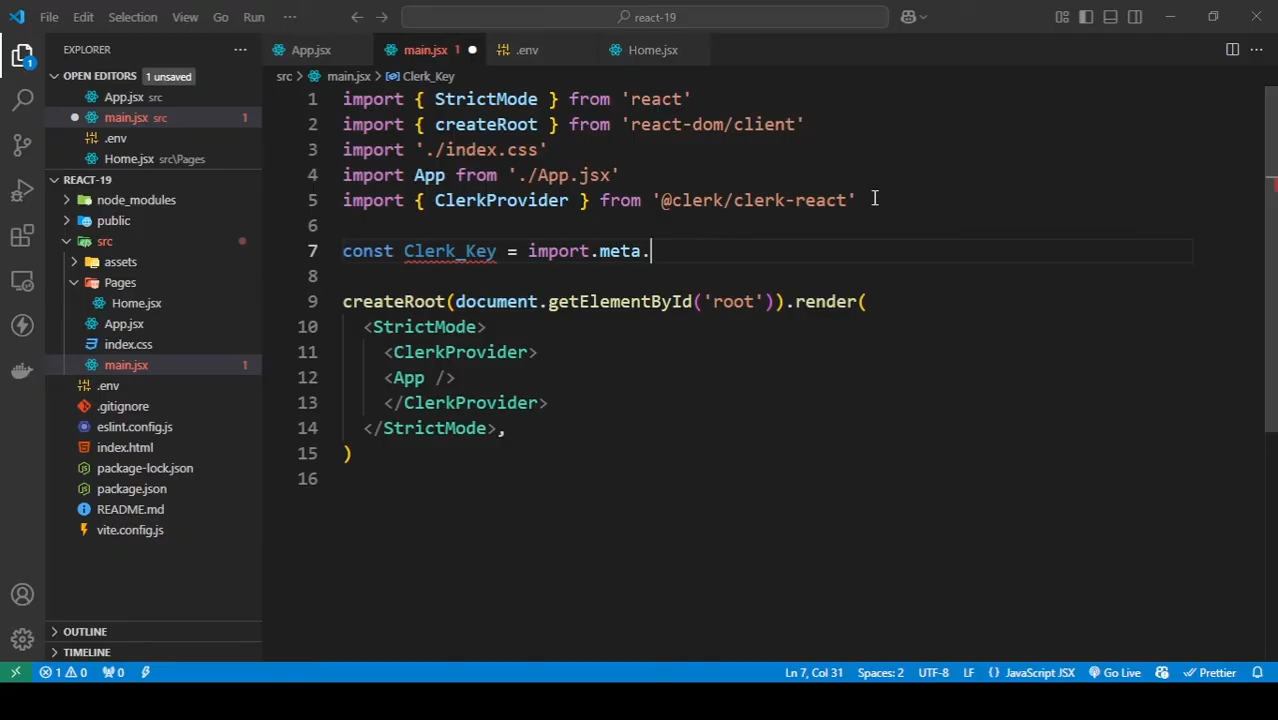 File Edit Selection View Go Run ··· react-19
EXPLORER ···
OPEN EDITORS 1 unsaved
App.jsx src
main.jsx src 1
.env
Home.jsx src\Pages
REACT-19
node_modules
public
src
assets
Pages
Home.jsx
App.jsx
index.css
main.jsx 1
.env
.gitignore
eslint.config.js
index.html
package-lock.json
package.json
README.md
vite.config.js
OUTLINE
TIMELINE
App.jsx main.jsx 1 .env Home.jsx
src > main.jsx > Clerk_Key
1 import { StrictMode } from 'react'
2 import { createRoot } from 'react-dom/client'
3 import './index.css'
4 import App from './App.jsx'
5 import { ClerkProvider } from '@clerk/clerk-react'
6
7 const Clerk_Key = import.meta.
8
9 createRoot(document.getElementById('root')).render(
10 <StrictMode>
11 <ClerkProvider>
12 <App />
13 </ClerkProvider>
14 </StrictMode>,
15 )
16
1 0 0 Ln 7, Col 31 Spaces: 2 UTF-8 LF {} JavaScript JSX Go Live Prettier